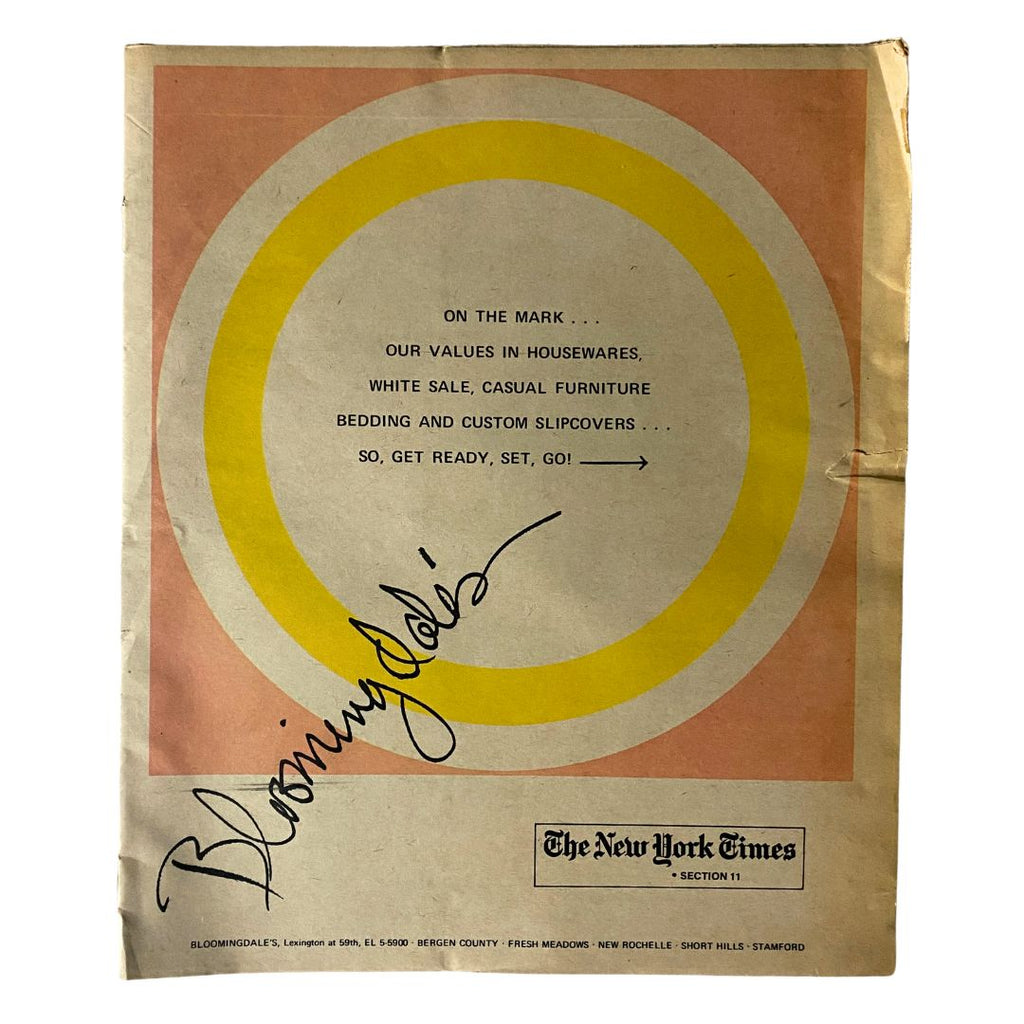 ON THE MARK . . .
OUR VALUES IN HOUSEWARES,
WHITE SALE, CASUAL FURNITURE
BEDDING AND CUSTOM SLIPCOVERS . . .
SO, GET READY, SET, GO! ⟶
Bloomingdale's
The New York Times
• SECTION 11
BLOOMINGDALE'S, Lexington at 59th, EL 5-5900 · BERGEN COUNTY · FRESH MEADOWS · NEW ROCHELLE · SHORT HILLS · STAMFORD